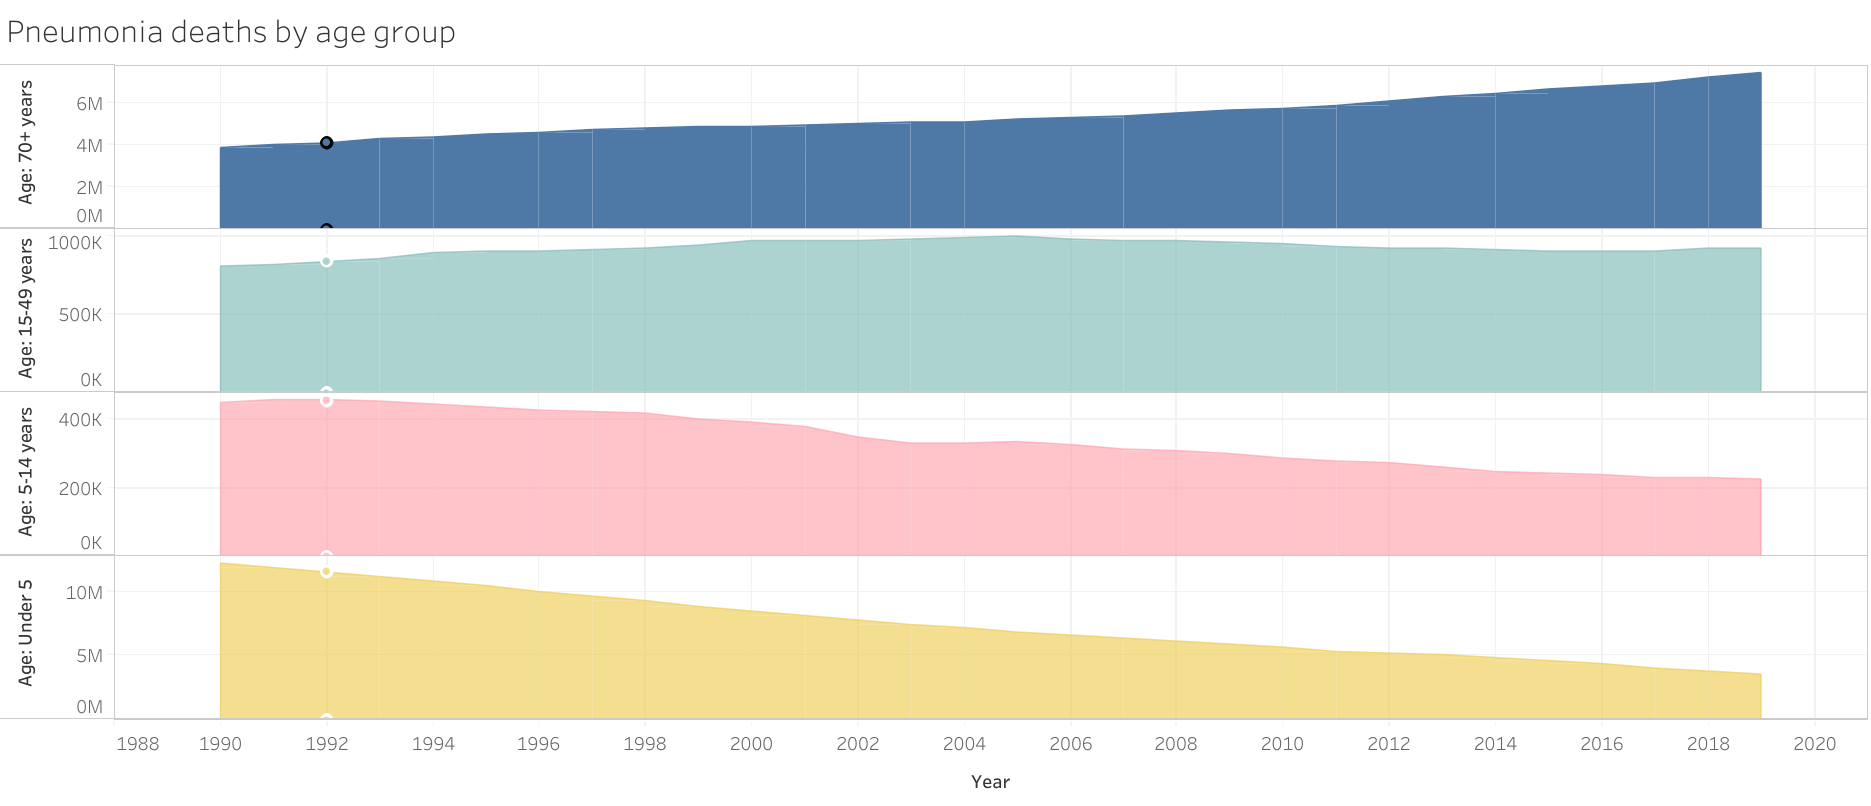 Pneumonia deaths by age group
Age: 70+ years
6M
4M
2M
0M
Age: 15-49 years
1000K
500K
0K
Age: 5-14 years
400K
200K
0K
Age: Under 5
10M
5M
0M
1988 1990 1992 1994 1996 1998 2000 2002 2004 2006 2008 2010 2012 2014 2016 2018 2020
Year